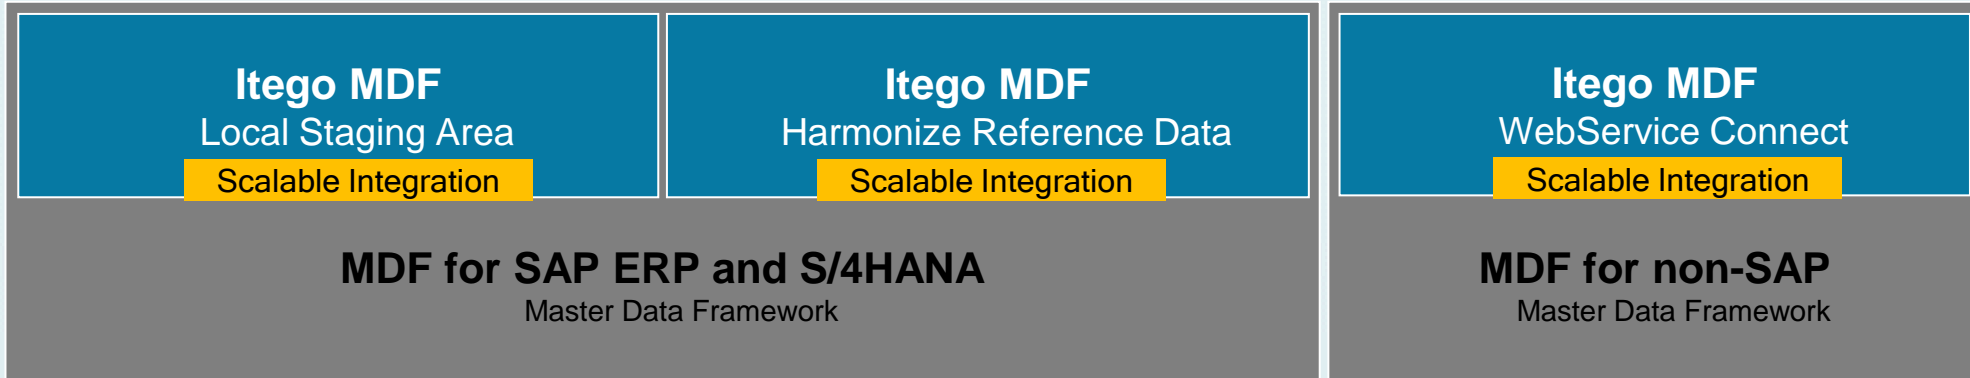 Itego MDF
Local Staging Area
Scalable Integration
Itego MDF
Harmonize Reference Data
Scalable Integration
MDF for SAP ERP and S/4HANA
Master Data Framework
Itego MDF
WebService Connect
Scalable Integration
MDF for non-SAP
Master Data Framework